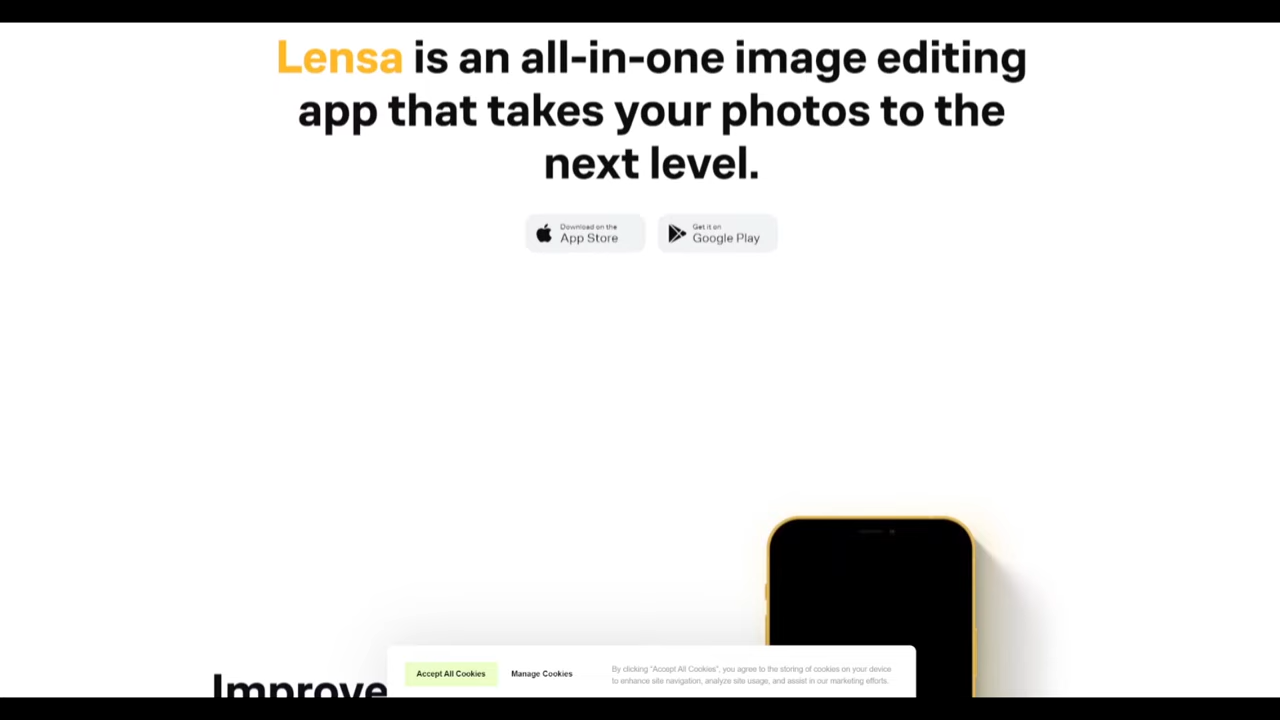 Lensa is an all-in-one image editing
app that takes your photos to the
next level.
Download on the
App Store
Get it on
Google Play
Improve
Accept All Cookies
Manage Cookies
By clicking "Accept All Cookies", you agree to the storing of cookies on your device
to enhance site navigation, analyze site usage, and assist in our marketing efforts.